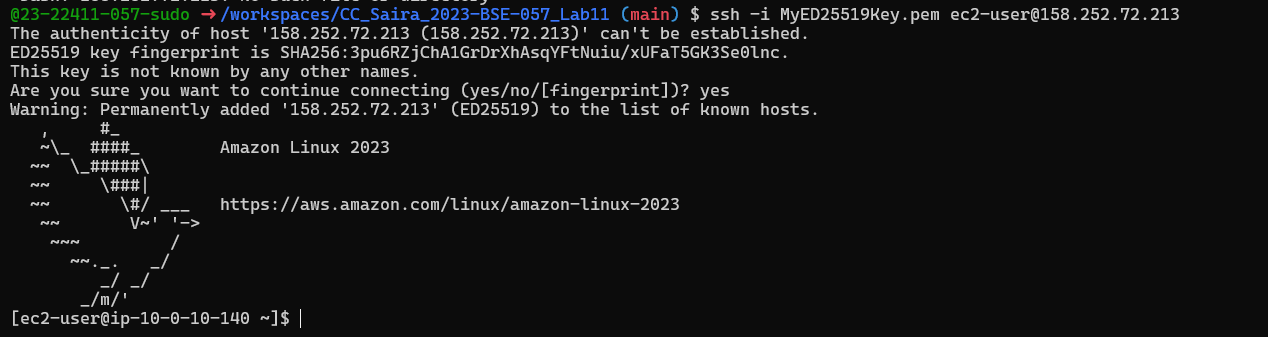 @23-22411-057-sudo ➜/workspaces/CC_Saira_2023-BSE-057_Lab11 (main) $ ssh -i MyED25519Key.pem ec2-user@158.252.72.213
The authenticity of host '158.252.72.213 (158.252.72.213)' can't be established.
ED25519 key fingerprint is SHA256:3pu6RZjChA1GrDrXhAsqYFtNuiu/xUFaT5GK3Se0lnc.
This key is not known by any other names.
Are you sure you want to continue connecting (yes/no/[fingerprint])? yes
Warning: Permanently added '158.252.72.213' (ED25519) to the list of known hosts.
   ,     #_
   ~\_  ####_        Amazon Linux 2023
  ~~  \_#####\
  ~~     \###|
  ~~       \#/ ___   https://aws.amazon.com/linux/amazon-linux-2023
   ~~       V~' '->
    ~~~         /
      ~~._.   _/
         _/ _/
       _/m/'
[ec2-user@ip-10-0-10-140 ~]$